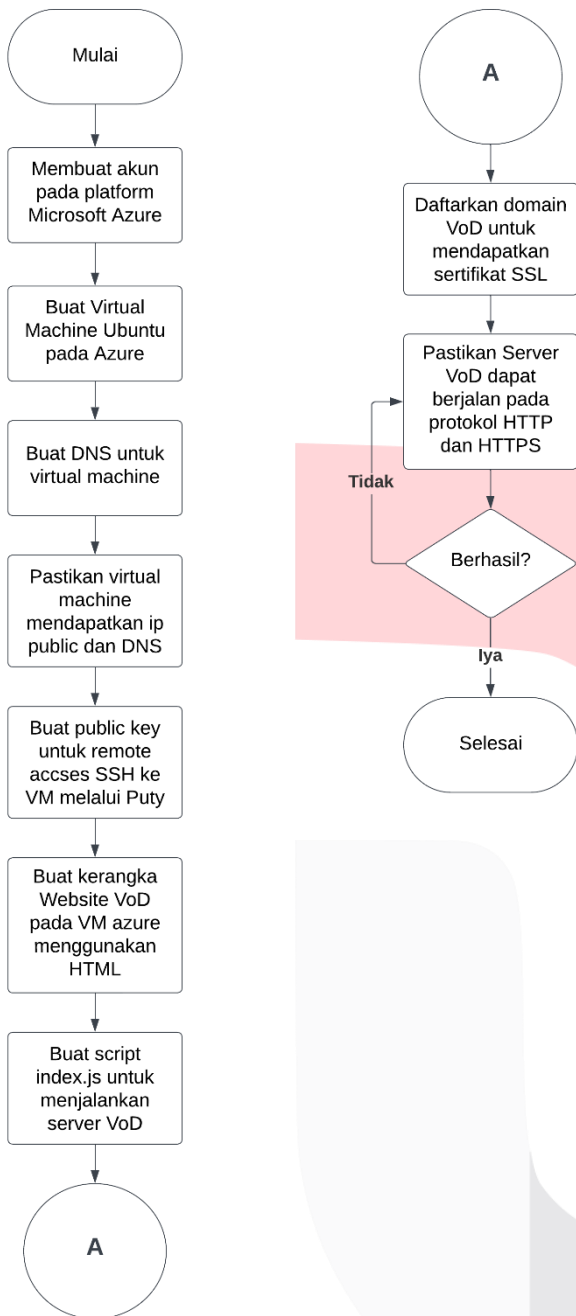 Mulai
Membuat akun
pada platform
Microsoft Azure
Buat Virtual
Machine Ubuntu
pada Azure
Buat DNS untuk
virtual machine
Pastikan virtual
machine
mendapatkan ip
public dan DNS
Buat public key
untuk remote
accses SSH ke
VM melalui Puty
Buat kerangka
Website VoD
pada VM azure
menggunakan
HTML
Buat script
index.js untuk
menjalankan
server VoD
A
A
Daftarkan domain
VoD untuk
mendapatkan
sertifikat SSL
Pastikan Server
VoD dapat
berjalan pada
protokol HTTP
dan HTTPS
Tidak
Berhasil?
Iya
Selesai